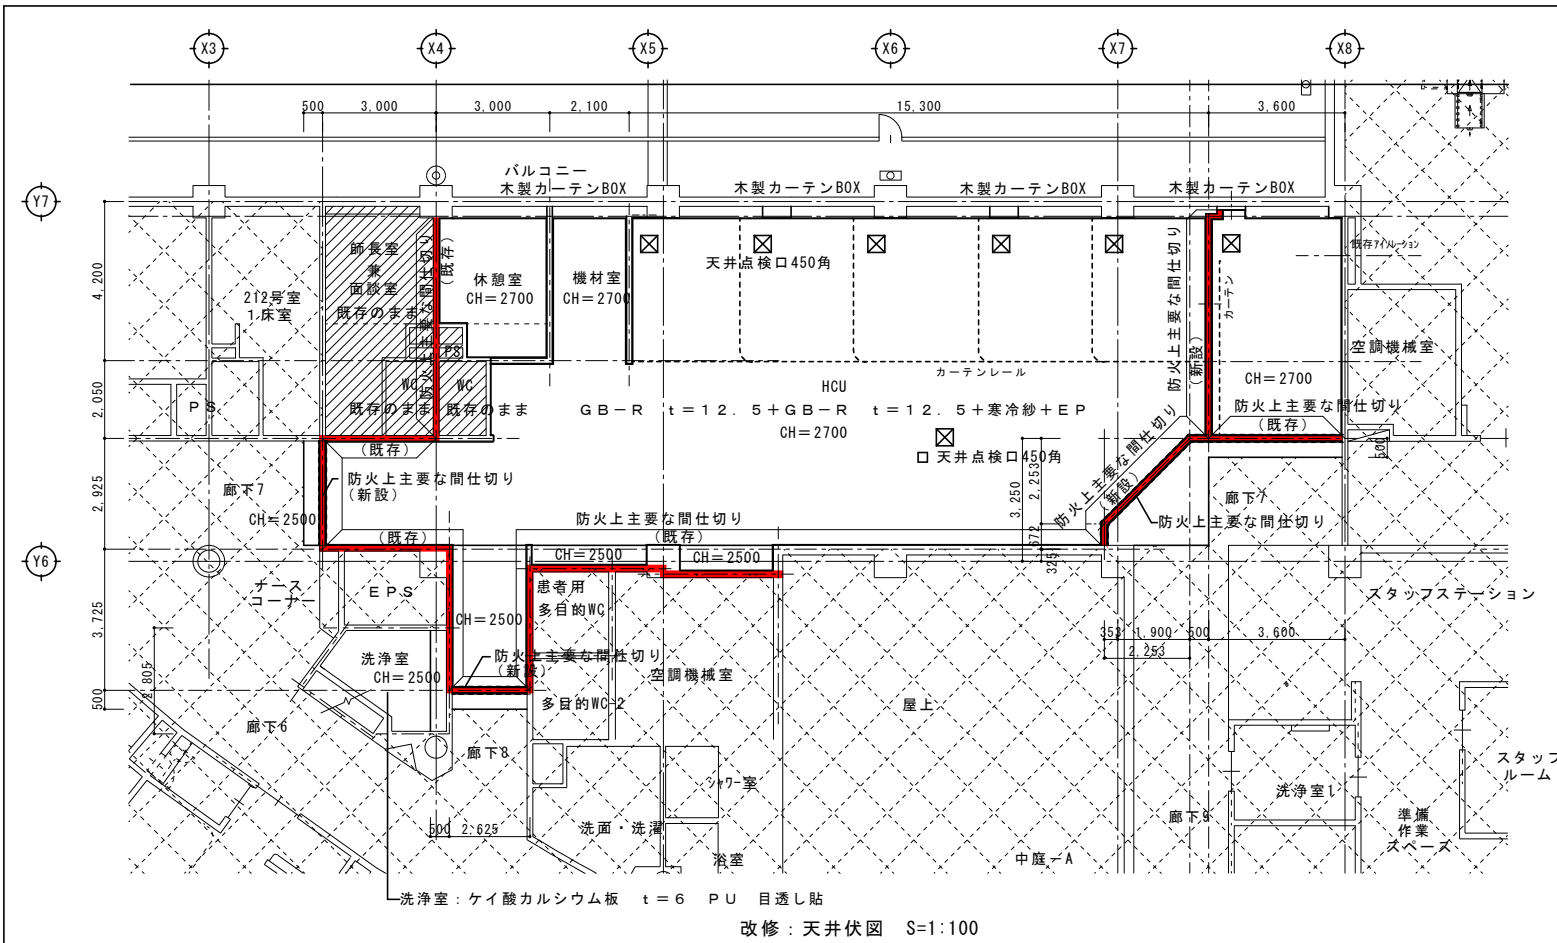 X3
X4
X5
X6
X7
X8
500
3,000
3,000
2,100
15,300
3,600
バルコニー
木製カーテンBOX
木製カーテンBOX
木製カーテンBOX
木製カーテンBOX
Y7
師長室
兼
面談室
既存のまま
防火上主要な間仕切り
(既存)
休憩室
CH=2700
機材室
CH=2700
天井点検口450角
防火上主要な間仕切り
(新設)
カーテン
既存アイソレーション
4,200
212号室
1床室
PS
空調機械室
カーテンレール
CH=2700
HCU
WC
WC
既存のまま
既存のまま
PS
GB-R t=12.5+GB-R t=12.5+寒冷紗+EP
CH=2700
防火上主要な間仕切り
(既存)
2,050
(既存)
天井点検口450角
500
防火上主要な間仕切り
(新設)
防火上主要な間仕切り
(新設)
3,250
2,253
672
325
2,925
廊下7
CH=2500
廊下7
防火上主要な間仕切り
防火上主要な間仕切り
(既存)
(既存)
CH=2500
CH=2500
Y6
ナース
コーナー
EPS
患者用
多目的WC
CH=2500
スタッフステーション
3,725
353
1,900
500
3,600
2,253
洗浄室
CH=2500
防火上主要な間仕切り
(新設)
空調機械室
2,805
500
多目的WC-2
屋上
廊下6
廊下8
シャワー室
スタッフ
ルーム
洗浄室1
500
2,625
洗面・洗濯
浴室
中庭-A
廊下9
準備
作業
スペース
洗浄室:ケイ酸カルシウム板 t=6 PU 目透し貼
改修:天井伏図 S=1:100